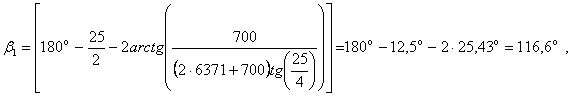 β₁ = [180° − 25/2 − 2arctg(700/((2·6371+700)tg(25/4)))] =180° − 12,5° − 2·25,43° = 116,6° ,